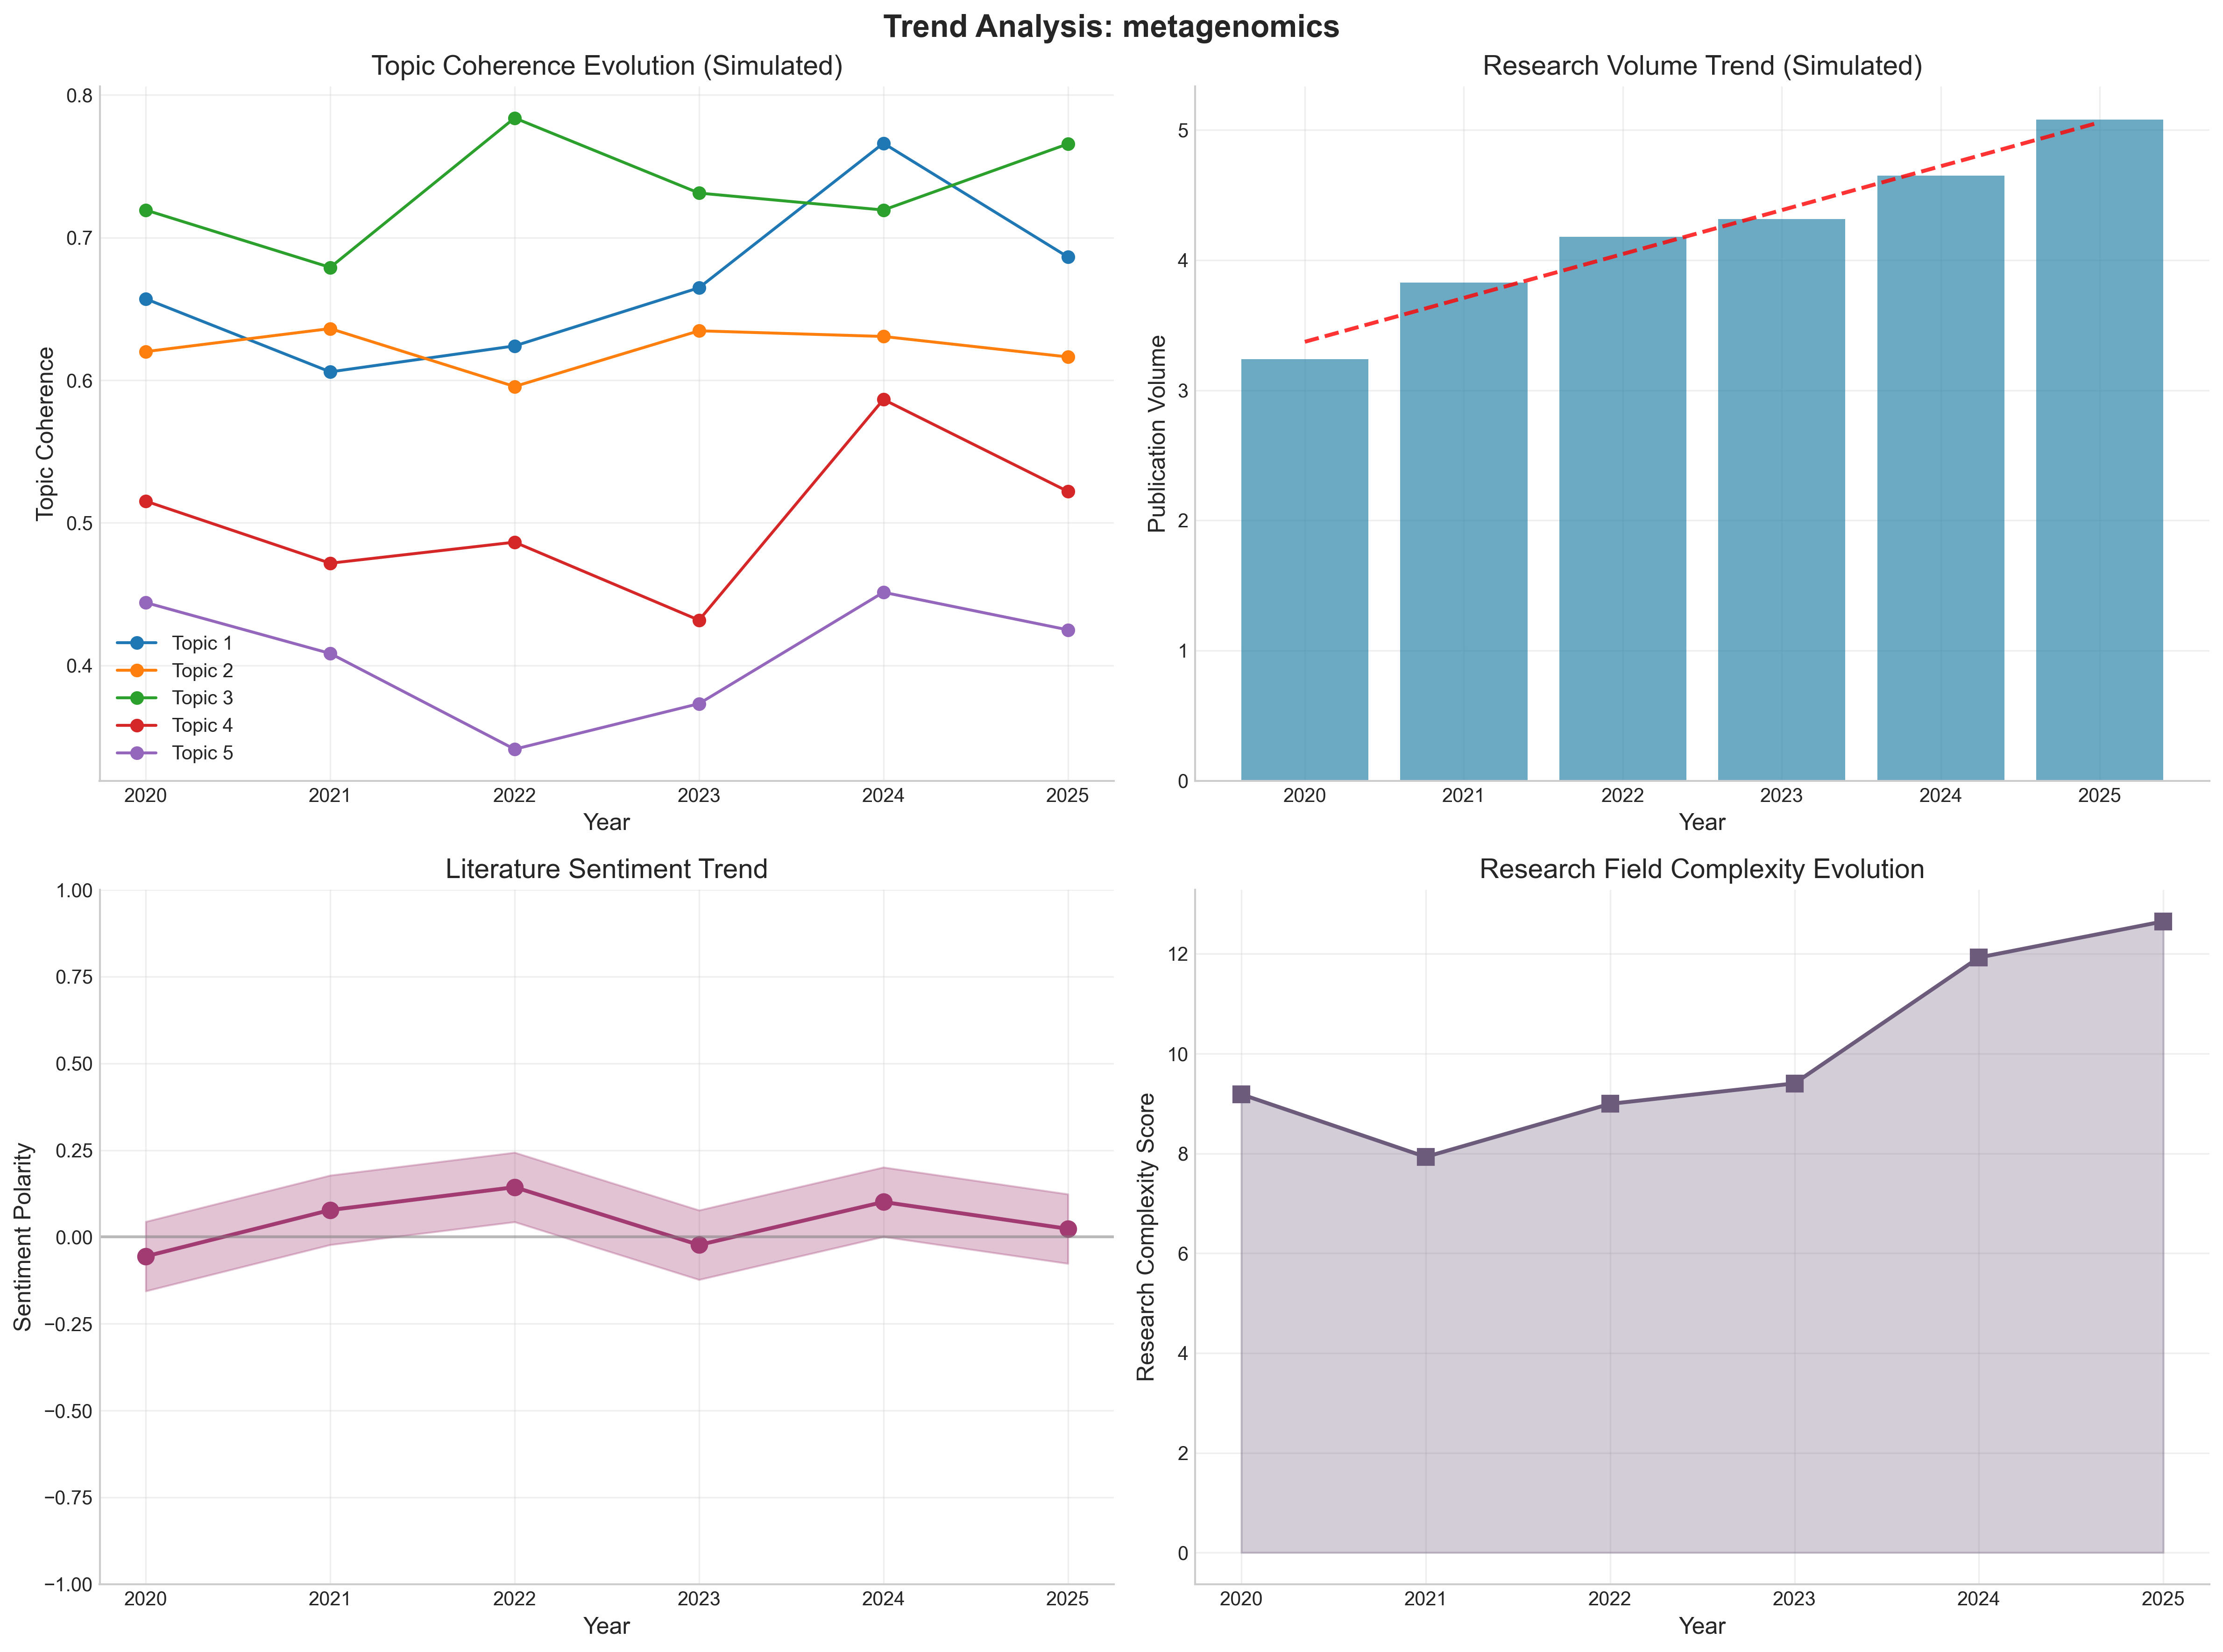 Trend Analysis: metagenomics
Topic Coherence Evolution (Simulated)
0.8
0.7
0.6
0.5
0.4
Topic Coherence
Topic 1
Topic 2
Topic 3
Topic 4
Topic 5
2020 2021 2022 2023 2024 2025
Year
Research Volume Trend (Simulated)
5
4
3
2
1
0
Publication Volume
2020 2021 2022 2023 2024 2025
Year
Literature Sentiment Trend
1.00
0.75
0.50
0.25
0.00
−0.25
−0.50
−0.75
−1.00
Sentiment Polarity
2020 2021 2022 2023 2024 2025
Year
Research Field Complexity Evolution
12
10
8
6
4
2
0
Research Complexity Score
2020 2021 2022 2023 2024 2025
Year